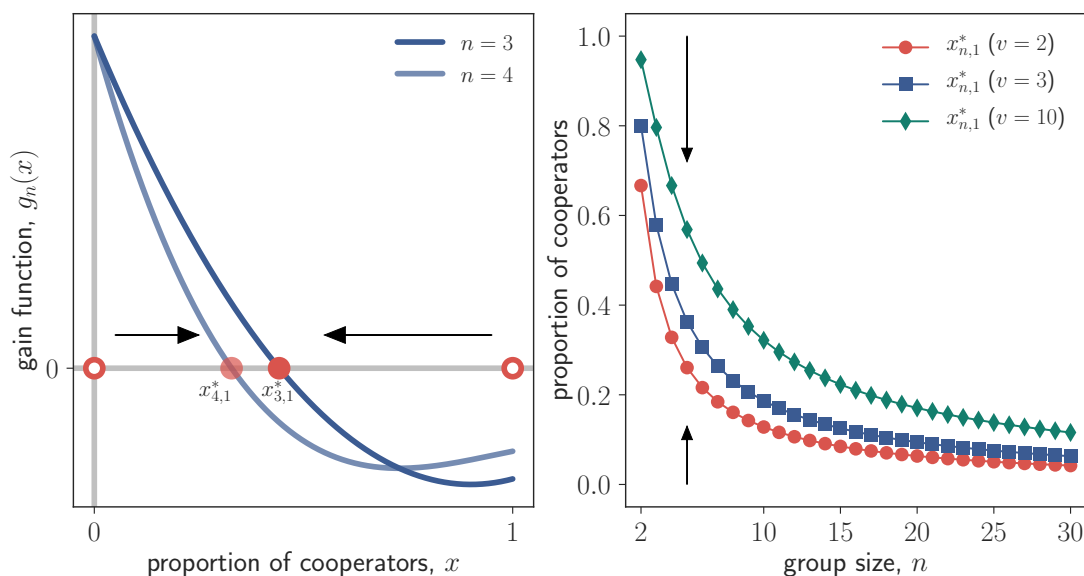 gain function, g_n(x)
0
n = 3
n = 4
x*_{4,1}
x*_{3,1}
0
1
proportion of cooperators, x
proportion of cooperators
1.0
0.8
0.6
0.4
0.2
0.0
x*_{n,1} (v = 2)
x*_{n,1} (v = 3)
x*_{n,1} (v = 10)
2
10
15
20
25
30
group size, n